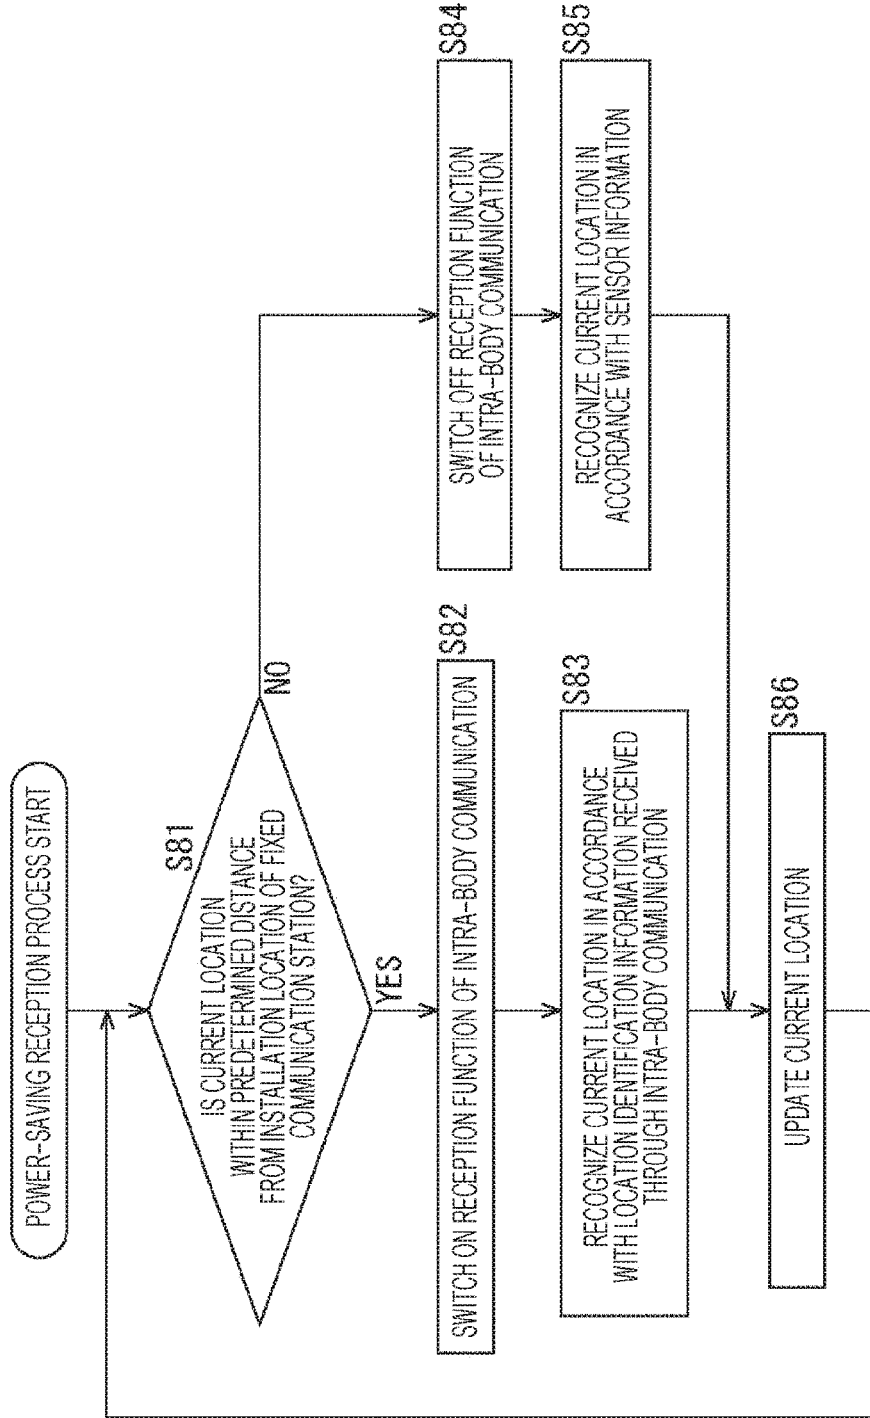 POWER-SAVING RECEPTION PROCESS START
S81
IS CURRENT LOCATION
WITHIN PREDETERMINED DISTANCE
FROM INSTALLATION LOCATION OF FIXED
COMMUNICATION STATION?
NO
YES
S82
SWITCH ON RECEPTION FUNCTION OF INTRA-BODY COMMUNICATION
S83
RECOGNIZE CURRENT LOCATION IN ACCORDANCE
WITH LOCATION IDENTIFICATION INFORMATION RECEIVED
THROUGH INTRA-BODY COMMUNICATION
S84
SWITCH OFF RECEPTION FUNCTION
OF INTRA-BODY COMMUNICATION
S85
RECOGNIZE CURRENT LOCATION IN
ACCORDANCE WITH SENSOR INFORMATION
S86
UPDATE CURRENT LOCATION